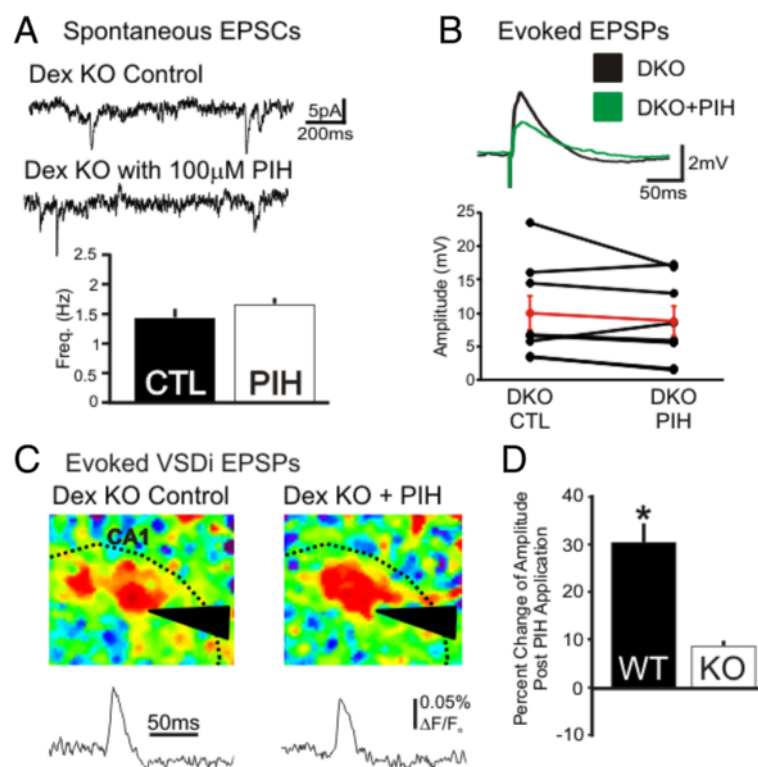 A Spontaneous EPSCs
Dex KO Control
5pA
200ms
Dex KO with 100μM PIH
2.5
2
1.5
1
0.5
0
Freq. (Hz)
CTL
PIH
B Evoked EPSPs
DKO
DKO+PIH
2mV
50ms
25
20
15
10
5
0
Amplitude (mV)
DKO DKO
CTL PIH
C Evoked VSDi EPSPs
Dex KO Control Dex KO + PIH
CA1
50ms
0.05%
ΔF/F₀
D
40
30
20
10
0
-10
Percent Change of Amplitude
Post PIH Application
*
WT
KO